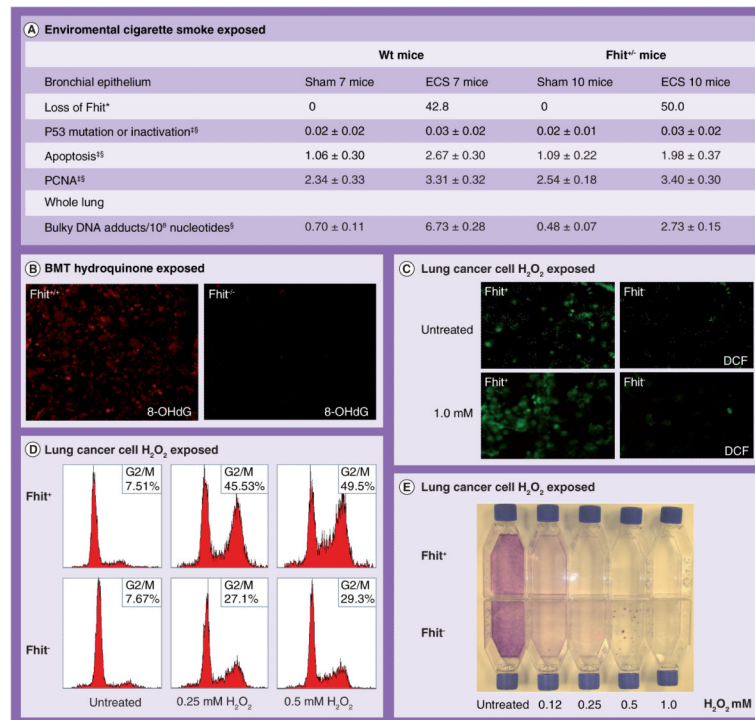 A Enviromental cigarette smoke exposed
Wt mice Fhit+/- mice
Bronchial epithelium Sham 7 mice ECS 7 mice Sham 10 mice ECS 10 mice
Loss of Fhit* 0 42.8 0 50.0
P53 mutation or inactivation‡§ 0.02 ± 0.02 0.03 ± 0.02 0.02 ± 0.01 0.03 ± 0.02
Apoptosis‡§ 1.06 ± 0.30 2.67 ± 0.30 1.09 ± 0.22 1.98 ± 0.37
PCNA‡§ 2.34 ± 0.33 3.31 ± 0.32 2.54 ± 0.18 3.40 ± 0.30
Whole lung
Bulky DNA adducts/10⁸ nucleotides§ 0.70 ± 0.11 6.73 ± 0.28 0.48 ± 0.07 2.73 ± 0.15
B BMT hydroquinone exposed
Fhit+/+ Fhit-/-
8-OHdG 8-OHdG
C Lung cancer cell H₂O₂ exposed
Untreated
Fhit⁺ Fhit⁻
DCF
1.0 mM
Fhit⁺ Fhit⁻
DCF
D Lung cancer cell H₂O₂ exposed
Fhit⁺
G2/M G2/M G2/M
7.51% 45.53% 49.5%
Fhit⁻
G2/M G2/M G2/M
7.67% 27.1% 29.3%
Untreated 0.25 mM H₂O₂ 0.5 mM H₂O₂
E Lung cancer cell H₂O₂ exposed
Fhit⁺
Fhit⁻
Untreated 0.12 0.25 0.5 1.0 H₂O₂ mM